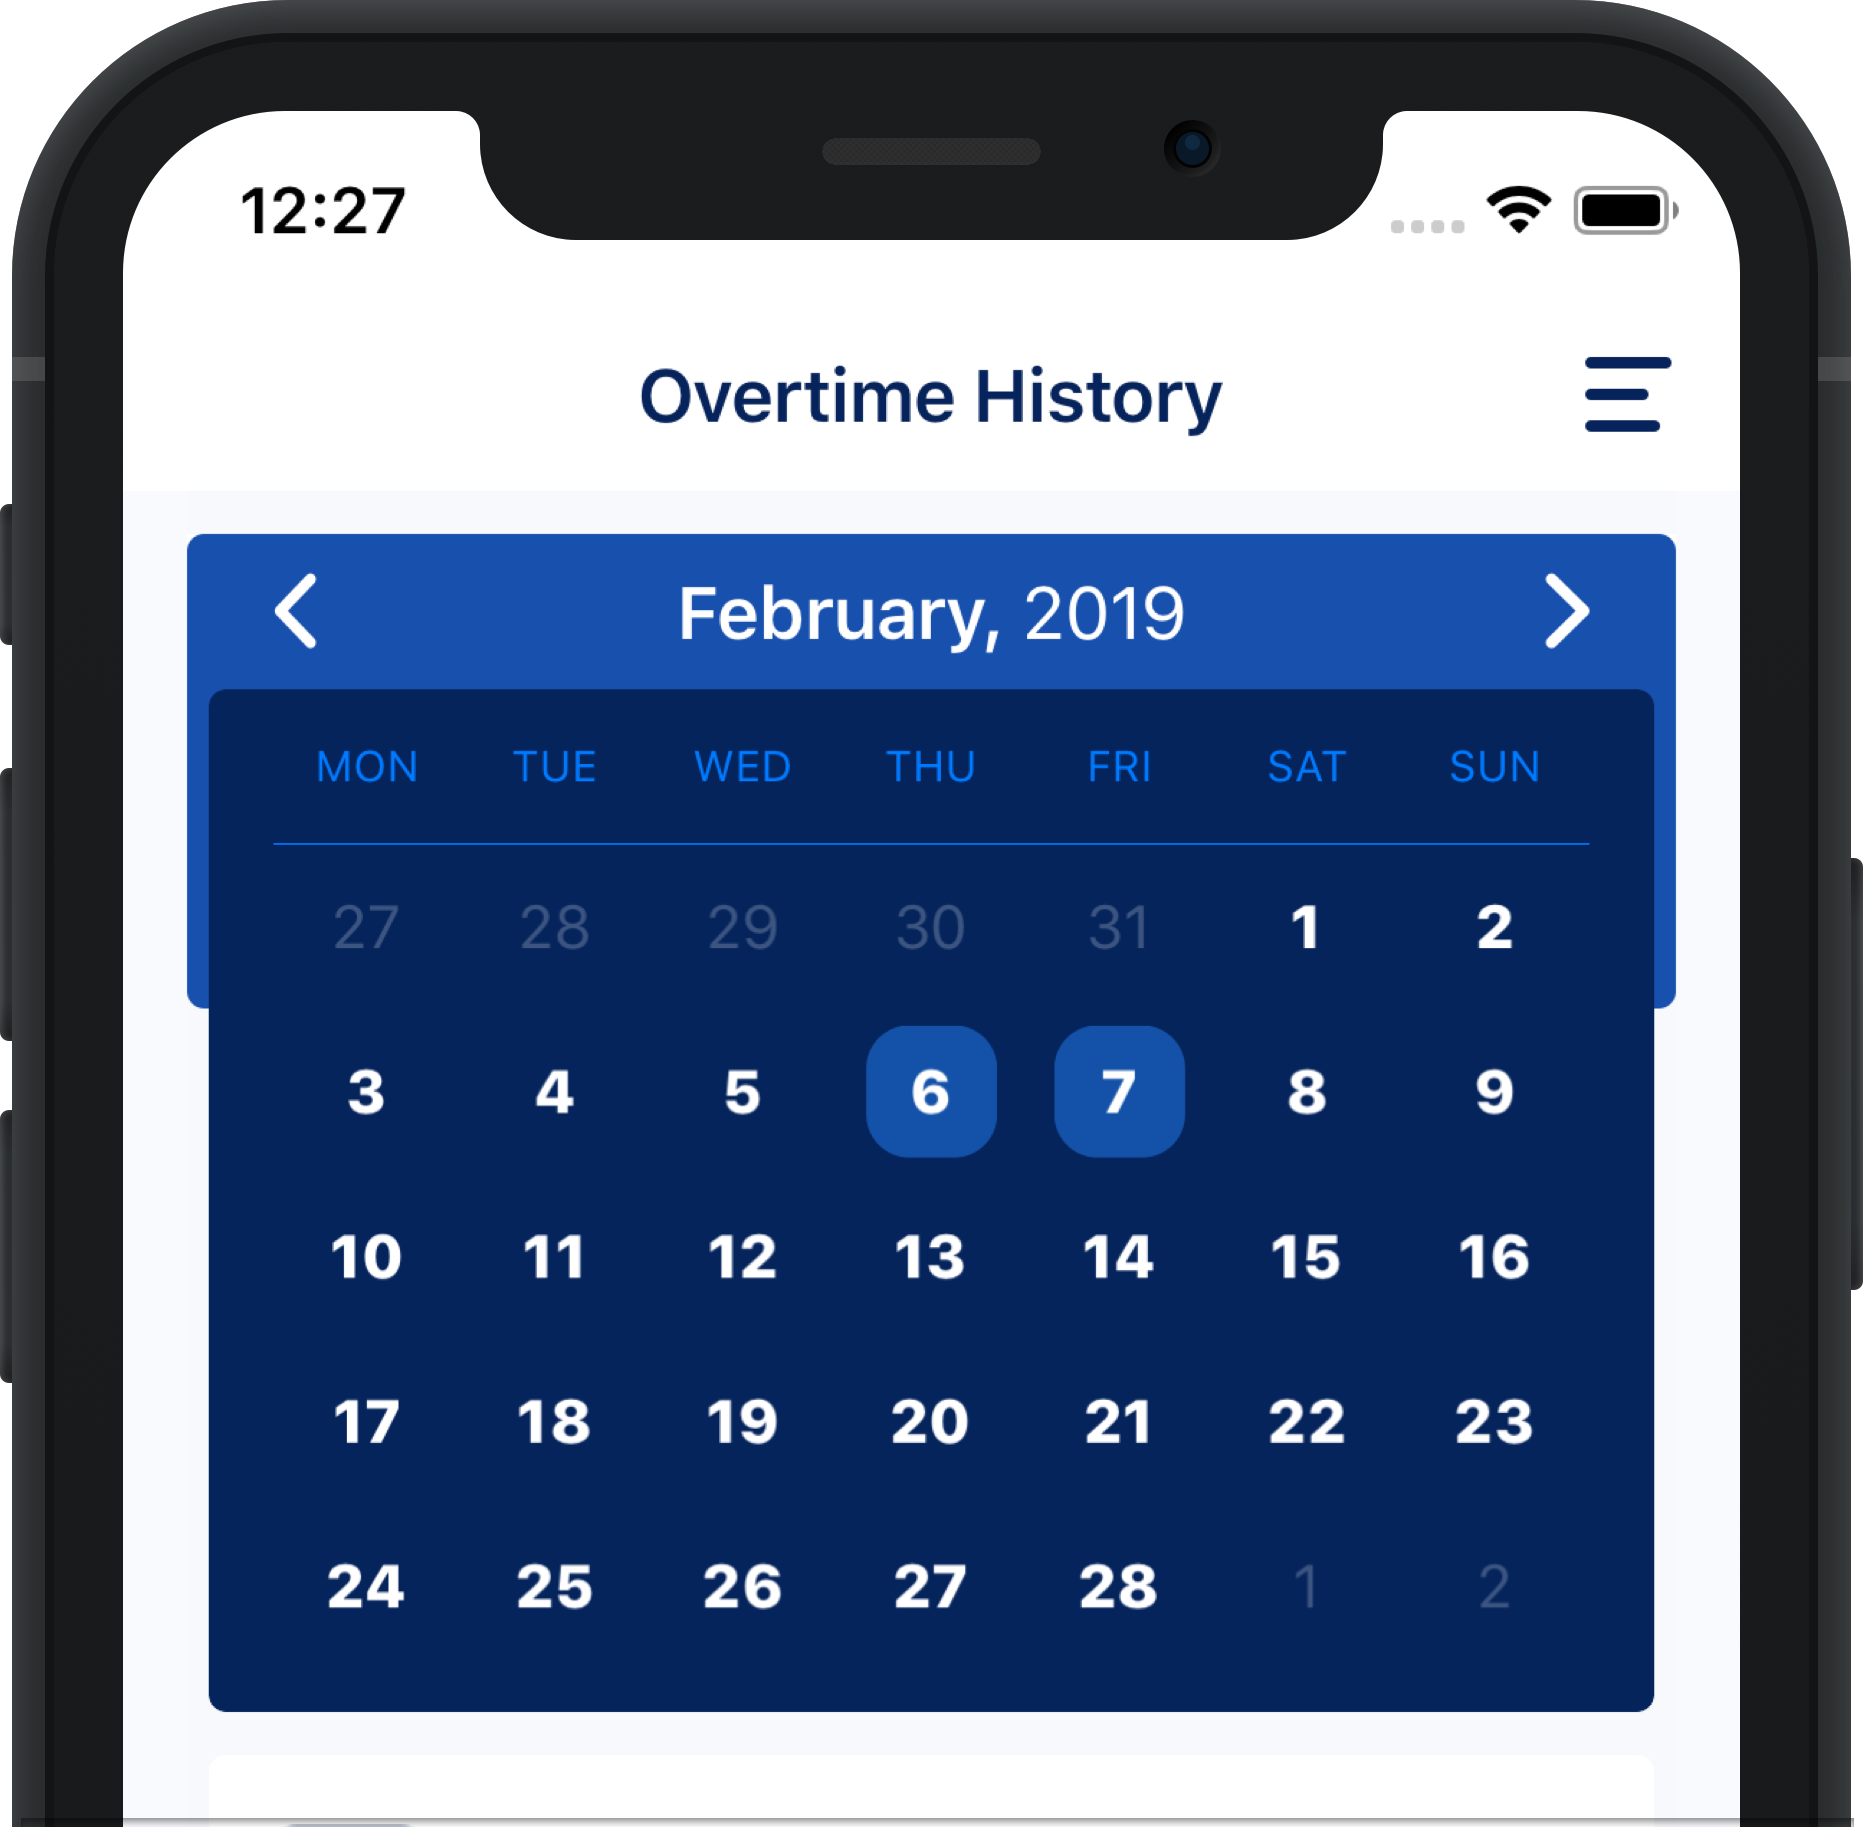 12:27
Overtime History
February, 2019
MON TUE WED THU FRI SAT SUN
27 28 29 30 31 1 2
3 4 5 6 7 8 9
10 11 12 13 14 15 16
17 18 19 20 21 22 23
24 25 26 27 28 1 2